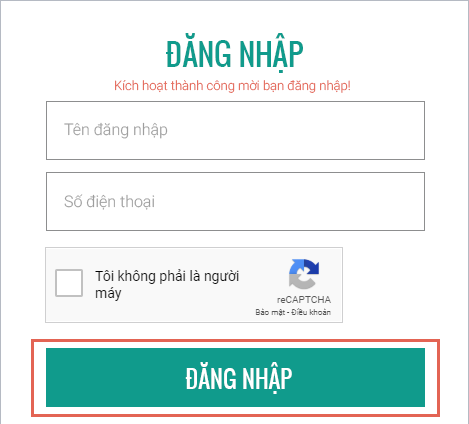 ĐĂNG NHẬP
Kích hoạt thành công mời bạn đăng nhập!
Tên đăng nhập
Số điện thoại
Tôi không phải là người
máy
reCAPTCHA
Bảo mật - Điều khoản
ĐĂNG NHẬP